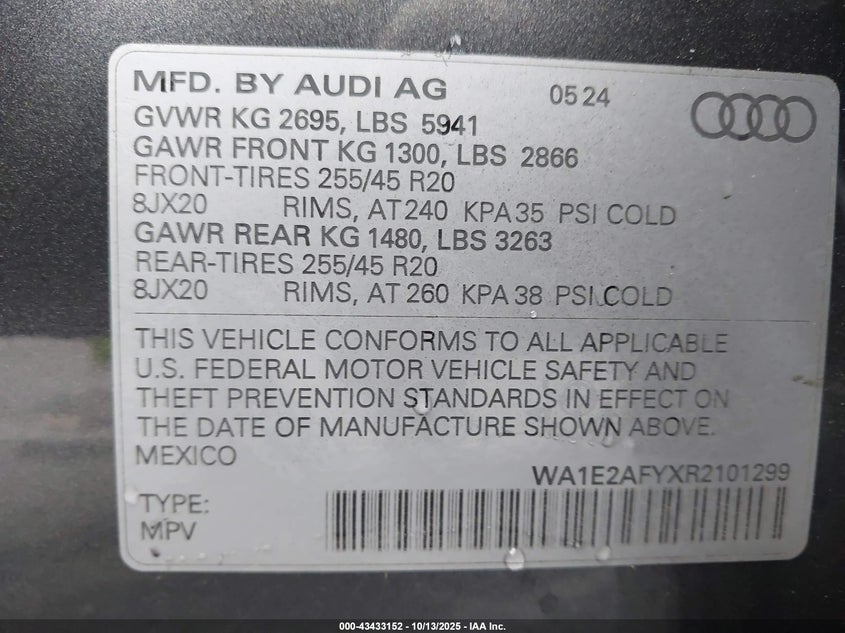 MFD. BY AUDI AG 05 24
GVWR KG 2695, LBS 5941
GAWR FRONT KG 1300, LBS 2866
FRONT-TIRES 255/45 R20
8JX20 RIMS, AT 240 KPA 35 PSI COLD
GAWR REAR KG 1480, LBS 3263
REAR-TIRES 255/45 R20
8JX20 RIMS, AT 260 KPA 38 PSI COLD
THIS VEHICLE CONFORMS TO ALL APPLICABLE
U.S. FEDERAL MOTOR VEHICLE SAFETY AND
THEFT PREVENTION STANDARDS IN EFFECT ON
THE DATE OF MANUFACTURE SHOWN ABOVE.
MEXICO
WA1E2AFYXR2101299
TYPE:
MPV
000-43433152 - 10/13/2025 - IAA Inc.